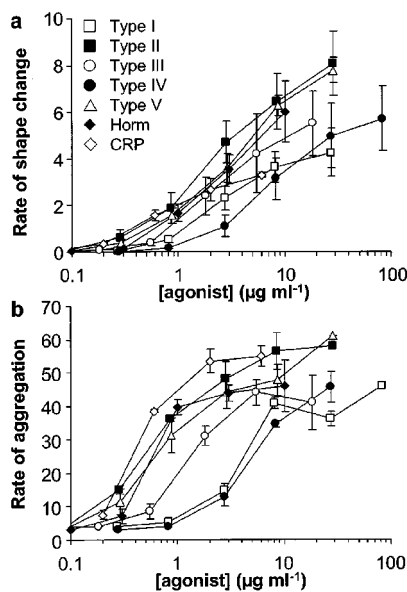 a
Rate of shape change
10
8
6
4
2
0
Type I
Type II
Type III
Type IV
Type V
Horm
CRP
0.1 1 10 100
[agonist] (µg ml⁻¹)
b
Rate of aggregation
70
60
50
40
30
20
10
0
0.1 1 10 100
[agonist] (µg ml⁻¹)